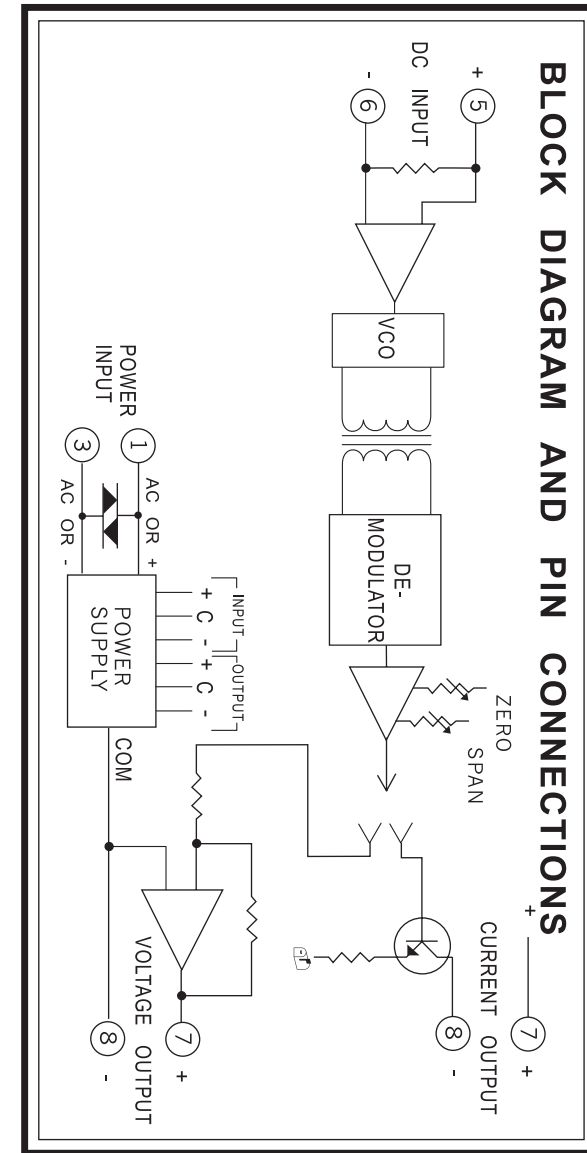 BLOCK DIAGRAM AND PIN CONNECTIONS
+ 5
DC INPUT
- 6
VCO
DE-
MODULATOR
ZERO
SPAN
+
7 +
CURRENT OUTPUT
8 -
POWER
INPUT
1 AC OR +
3 AC OR -
POWER
SUPPLY
INPUT OUTPUT
+ C - + C -
COM
7 +
VOLTAGE OUTPUT
8 -